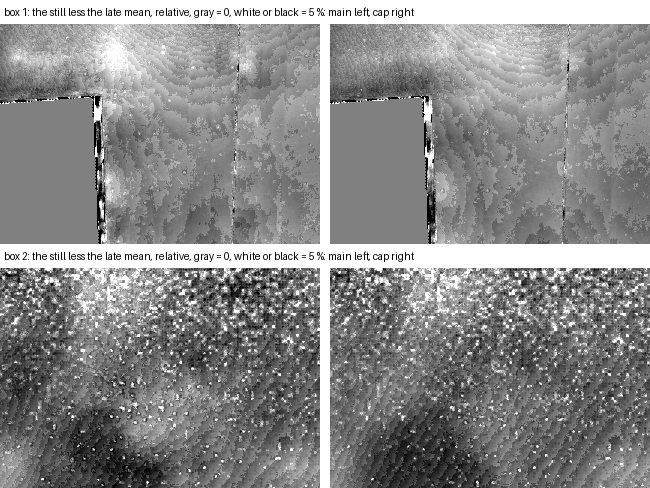 box 1: the still less the late mean, relative, gray = 0, white or black = 5 %: main left, cap right
box 2: the still less the late mean, relative, gray = 0, white or black = 5 %: main left, cap right